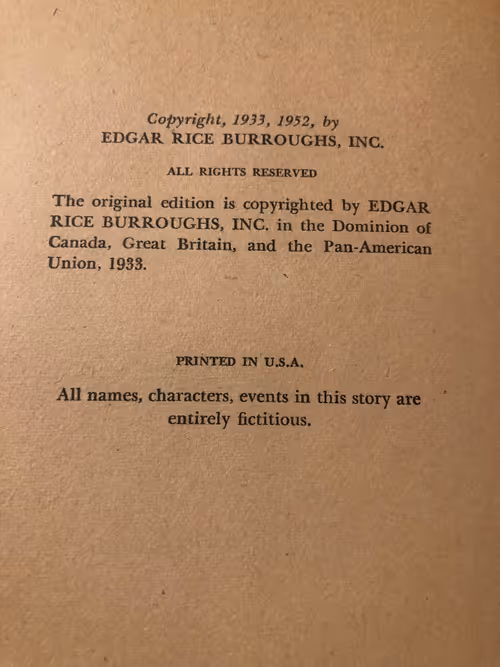 Copyright, 1933, 1952, by
EDGAR RICE BURROUGHS, INC.
ALL RIGHTS RESERVED
The original edition is copyrighted by EDGAR
RICE BURROUGHS, INC. in the Dominion of
Canada, Great Britain, and the Pan-American
Union, 1933.
PRINTED IN U.S.A.
All names, characters, events in this story are
entirely fictitious.